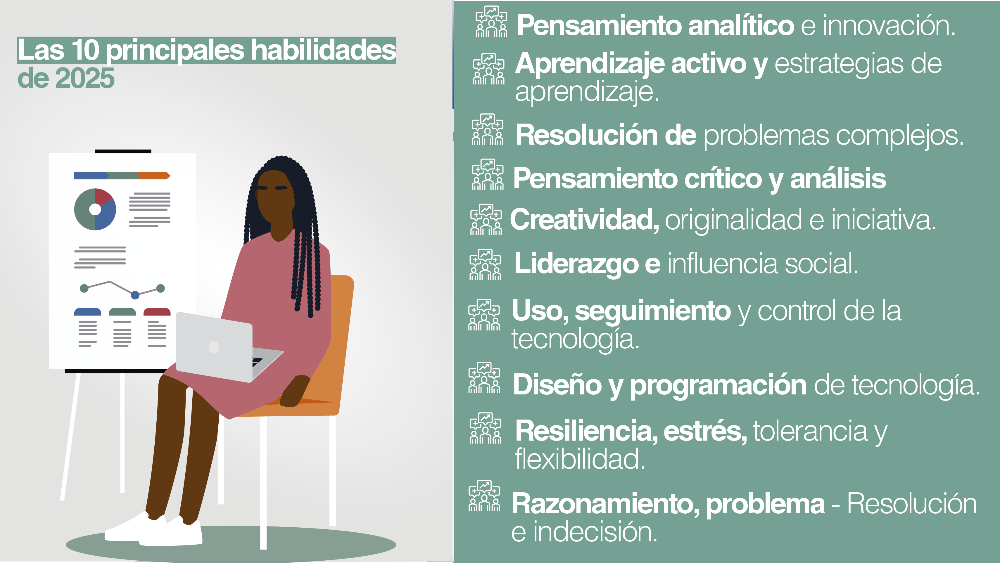 Las 10 principales habilidades
de 2025
Pensamiento analítico e innovación.
Aprendizaje activo y estrategias de
aprendizaje.
Resolución de problemas complejos.
Pensamiento crítico y análisis
Creatividad, originalidad e iniciativa.
Liderazgo e influencia social.
Uso, seguimiento y control de la
tecnología.
Diseño y programación de tecnología.
Resiliencia, estrés, tolerancia y
flexibilidad.
Razonamiento, problema - Resolución
e indecisión.